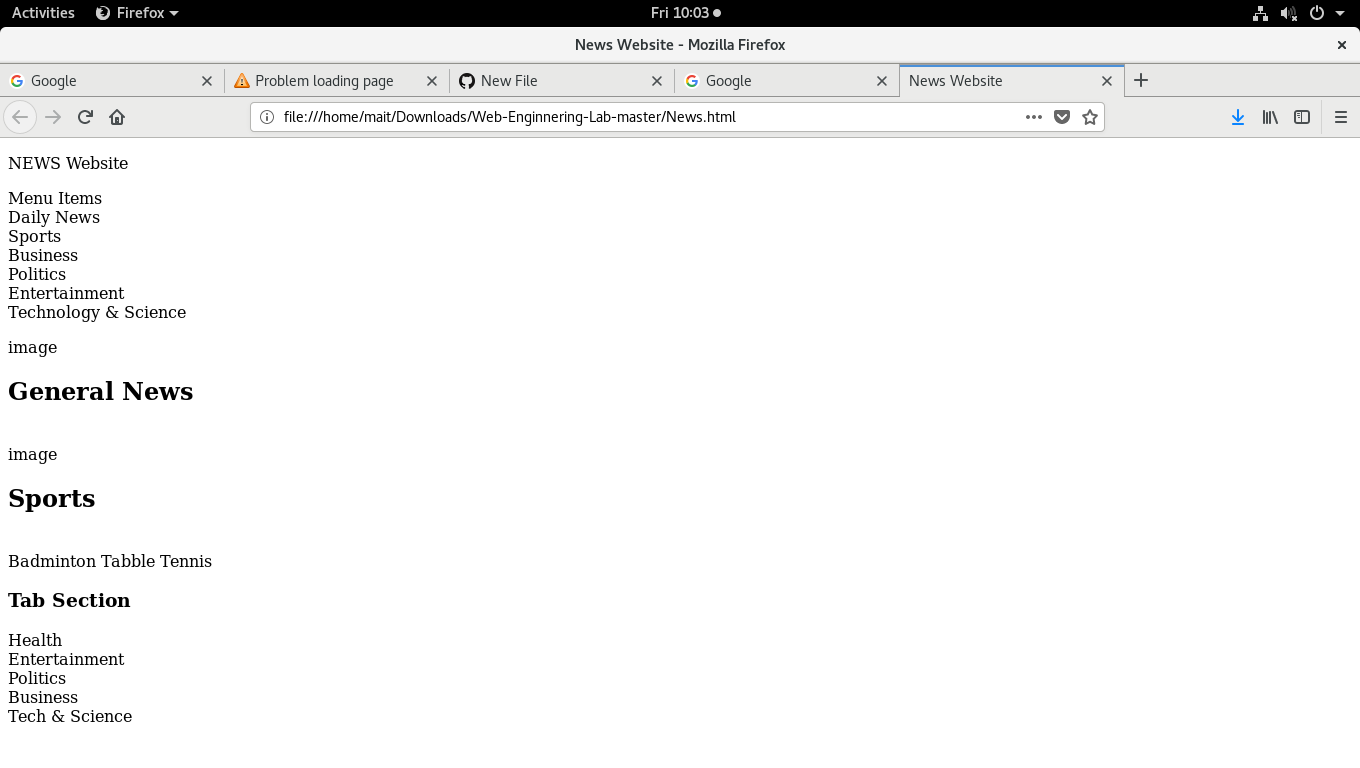 Activities Firefox Fri 10:03
News Website - Mozilla Firefox
Google Problem loading page New File Google News Website
file:///home/mait/Downloads/Web-Enginnering-Lab-master/News.html
NEWS Website
Menu Items
Daily News
Sports
Business
Politics
Entertainment
Technology & Science
image
General News
image
Sports
Badminton Tabble Tennis
Tab Section
Health
Entertainment
Politics
Business
Tech & Science